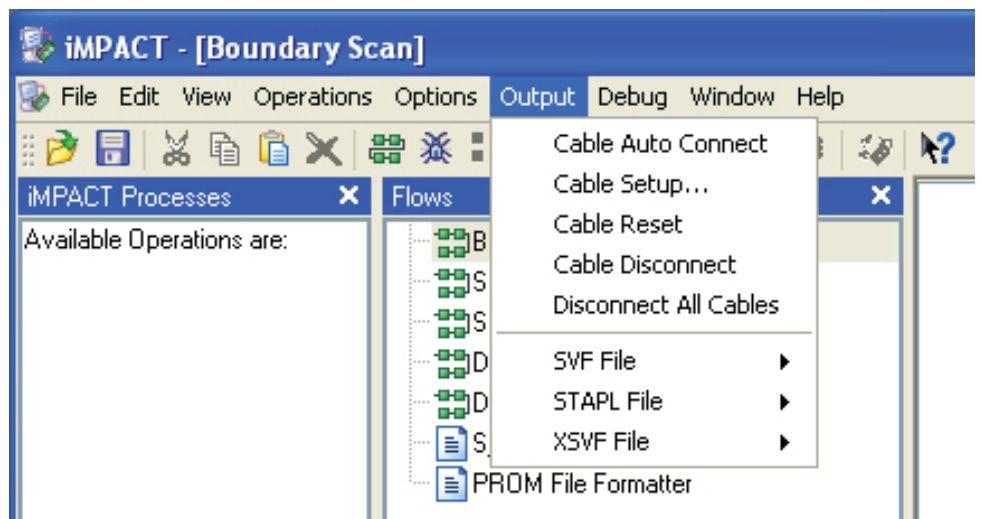 iMPACT - [Boundary Scan]
File Edit View Operations Options Output Debug Window Help
iMPACT Processes
Flows
Available Operations are:
B
S
S
D
D
S_
PROM File Formatter
Cable Auto Connect
Cable Setup...
Cable Reset
Cable Disconnect
Disconnect All Cables
SVF File
STAPL File
XSVF File